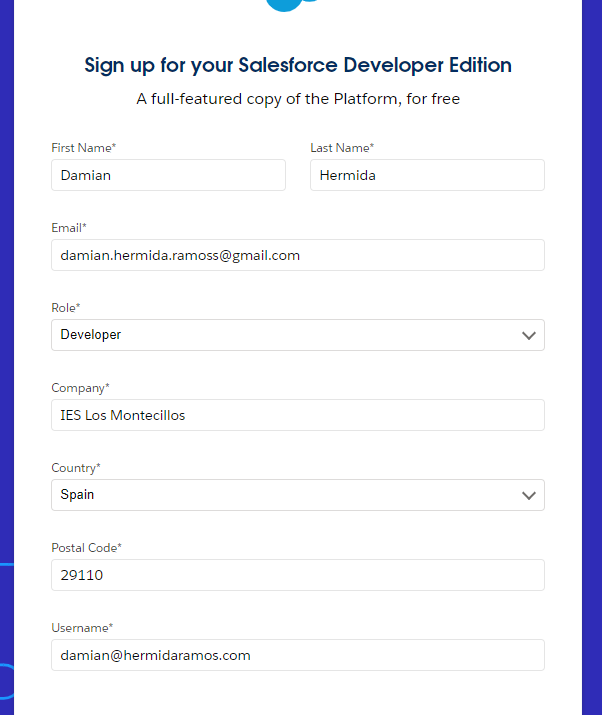 Sign up for your Salesforce Developer Edition
A full-featured copy of the Platform, for free
First Name* Last Name*
Damian Hermida
Email*
damian.hermida.ramoss@gmail.com
Role*
Developer
Company*
IES Los Montecillos
Country*
Spain
Postal Code*
29110
Username*
damian@hermidaramos.com